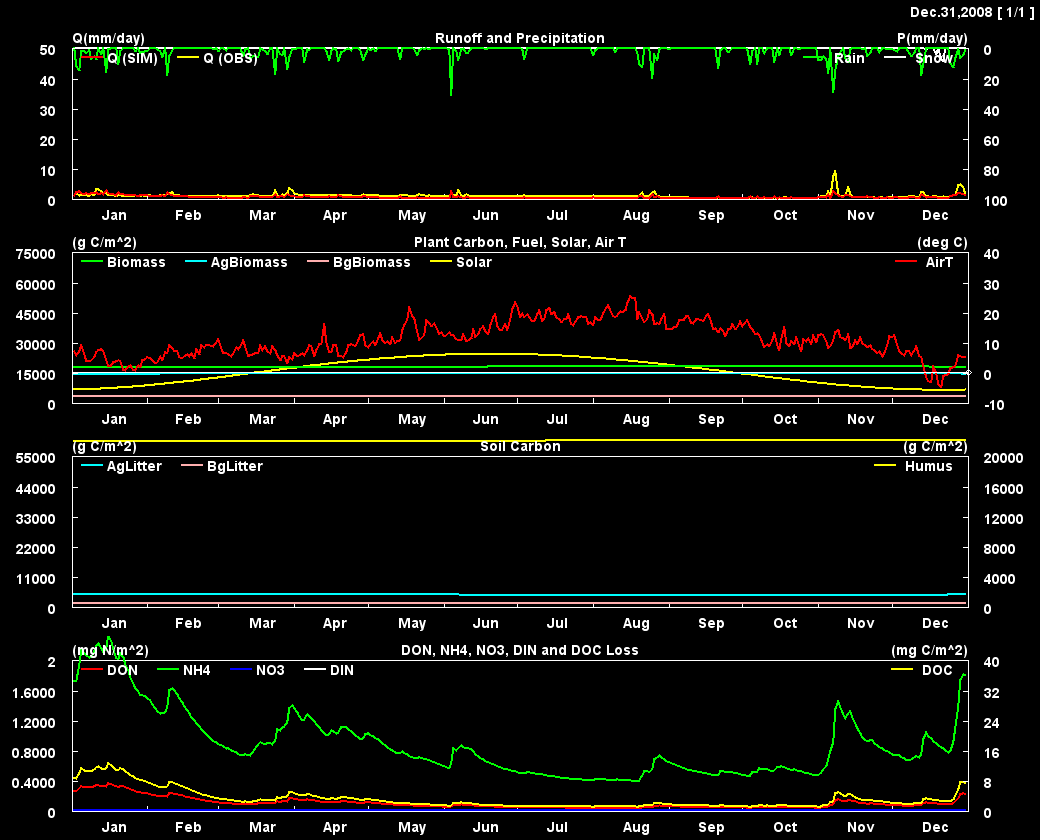 Dec.31,2008 [ 1/1 ]
Q(mm/day) Runoff and Precipitation P(mm/day)
50 0
Q (SIM) Q (OBS) Rain Snow
40 20
30 40
20 60
10 80
0 100
Jan Feb Mar Apr May Jun Jul Aug Sep Oct Nov Dec
(g C/m^2) Plant Carbon, Fuel, Solar, Air T (deg C)
75000 40
Biomass AgBiomass BgBiomass Solar AirT
60000 30
45000 20
30000 10
15000 0
0 -10
Jan Feb Mar Apr May Jun Jul Aug Sep Oct Nov Dec
(g C/m^2) Soil Carbon (g C/m^2)
55000 20000
AgLitter BgLitter Humus
44000 16000
33000 12000
22000 8000
11000 4000
0 0
Jan Feb Mar Apr May Jun Jul Aug Sep Oct Nov Dec
(mg N/m^2) DON, NH4, NO3, DIN and DOC Loss (mg C/m^2)
2 40
DON NH4 NO3 DIN DOC
1.6000 32
1.2000 24
0.8000 16
0.4000 8
0 0
Jan Feb Mar Apr May Jun Jul Aug Sep Oct Nov Dec